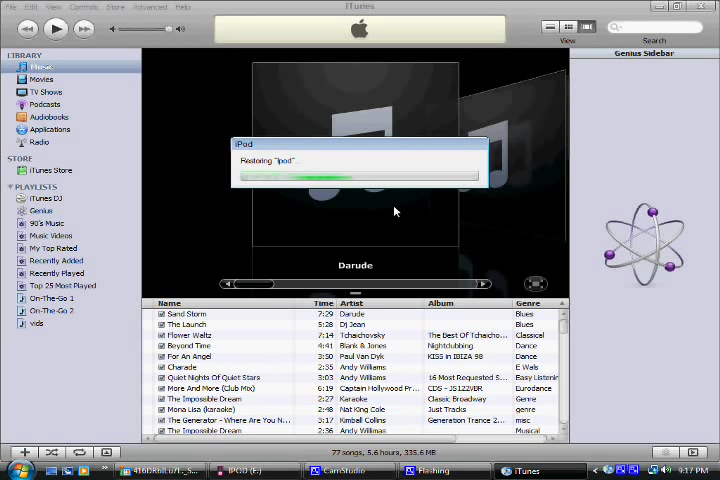 File Edit View Controls Store Advanced Help
iTunes
View
Search
LIBRARY
Music
Movies
TV Shows
Podcasts
Audiobooks
Applications
Radio
STORE
iTunes Store
PLAYLISTS
iTunes DJ
Genius
90's Music
Music Videos
My Top Rated
Recently Added
Recently Played
Top 25 Most Played
On-The-Go 1
On-The-Go 2
vids
iPod
Restoring "Ipod"...
Darude
Genius Sidebar
Name Time Artist Album Genre
Sand Storm 7:29 Darude Blues
The Launch 5:28 Dj Jean Blues
Flower Waltz 7:14 Tchaichovsky The Best Of Tchaicho... Classical
Beyond Time 4:41 Blank & Jones Nightclubbing Dance
For An Angel 3:50 Paul Van Dyk KISS in IBIZA 98 Dance
Charade 2:35 Andy Williams E Wals
Quiet Nights Of Quiet Stars 3:03 Andy Williams 16 Most Requested S... Easy Listening
More And More (Club Mix) 6:19 Captain Hollywood Pr... CDS - JS122VLMD Eurodance
The Impossible Dream 3:27 Karaoke Classic Broadway Genre
Mona Lisa (karaoke) 2:48 Nat King Cole Just Tracks genre
The Generator - Where Are You N... 3:17 Kimball Collins Generation Trance 2... misc
The Impossible Dream Andy Williams Musical
77 songs, 5.6 hours, 335.6 MB
IPOD (E:)
CamStudio
Flashing
iTunes
9:17 PM